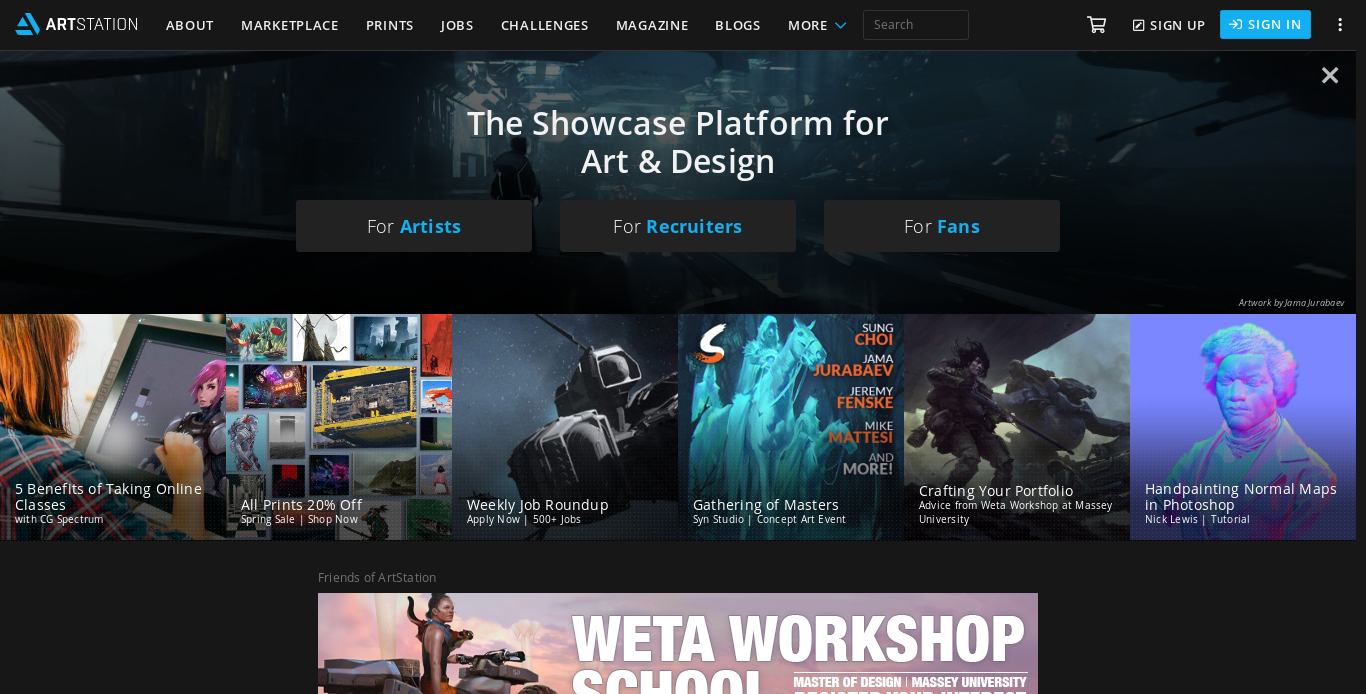 ARTSTATION
ABOUT
MARKETPLACE
PRINTS
JOBS
CHALLENGES
MAGAZINE
BLOGS
MORE
Search
SIGN UP
SIGN IN
The Showcase Platform for
Art & Design
For Artists
For Recruiters
For Fans
Artwork by Jama Jurabaev
5 Benefits of Taking Online
Classes
with CG Spectrum
All Prints 20% Off
Spring Sale | Shop Now
Weekly Job Roundup
Apply Now | 500+ Jobs
SUNG
CHOI
JAMA
JURABAEV
JEREMY
FENSKE
MIKE
MATTESI
AND
MORE!
Gathering of Masters
Syn Studio | Concept Art Event
Crafting Your Portfolio
Advice from Weta Workshop at Massey
University
Handpainting Normal Maps
in Photoshop
Nick Lewis | Tutorial
Friends of ArtStation
WETA WORKSHOP
SCHOOL
MASTER OF DESIGN | MASSEY UNIVERSITY
REGISTER YOUR INTEREST